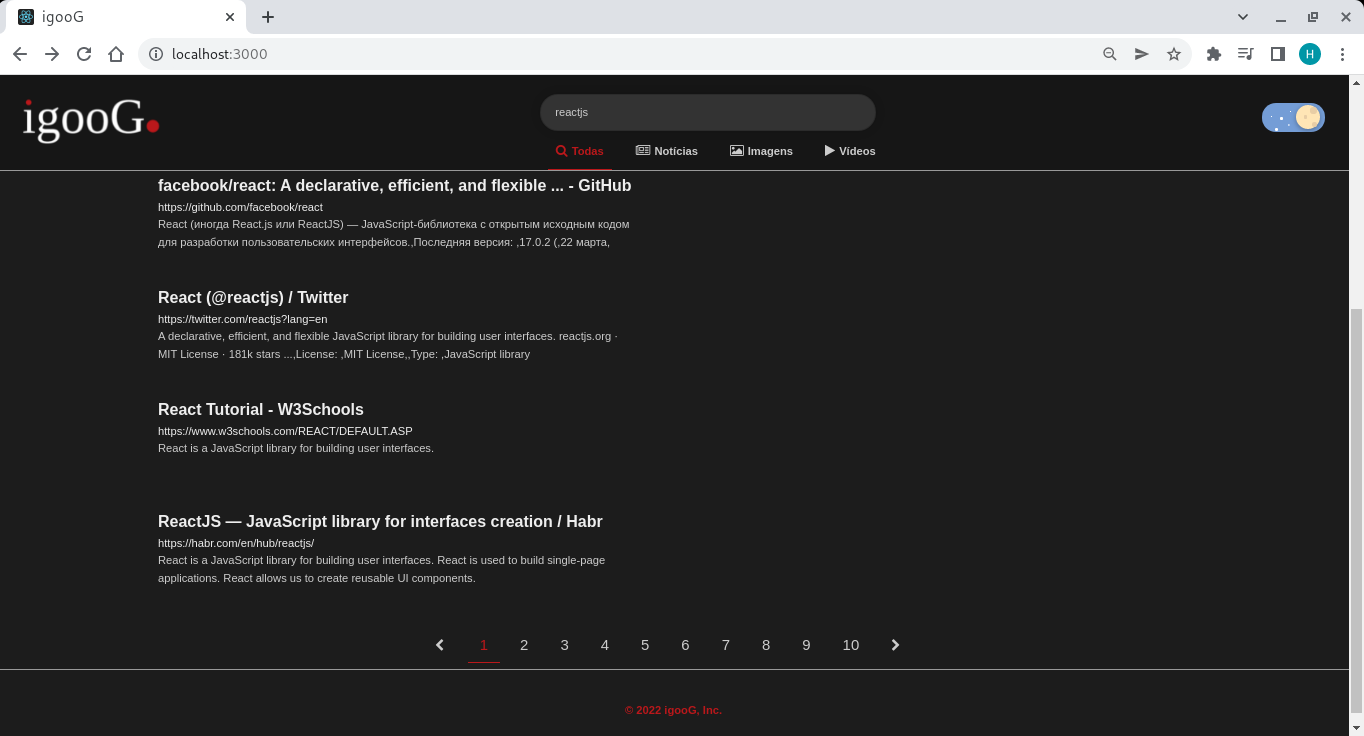 igooG
localhost:3000
H
igooG.
reactjs
Todas Notícias Imagens Vídeos
facebook/react: A declarative, efficient, and flexible ... - GitHub
https://github.com/facebook/react
React (иногда React.js или ReactJS) — JavaScript-библиотека с открытым исходным кодом
для разработки пользовательских интерфейсов.,Последняя версия: ,17.0.2 (,22 марта,
React (@reactjs) / Twitter
https://twitter.com/reactjs?lang=en
A declarative, efficient, and flexible JavaScript library for building user interfaces. reactjs.org ·
MIT License · 181k stars ...,License: ,MIT License,,Type: ,JavaScript library
React Tutorial - W3Schools
https://www.w3schools.com/REACT/DEFAULT.ASP
React is a JavaScript library for building user interfaces.
ReactJS — JavaScript library for interfaces creation / Habr
https://habr.com/en/hub/reactjs/
React is a JavaScript library for building user interfaces. React is used to build single-page
applications. React allows us to create reusable UI components.
1 2 3 4 5 6 7 8 9 10
© 2022 igooG, Inc.